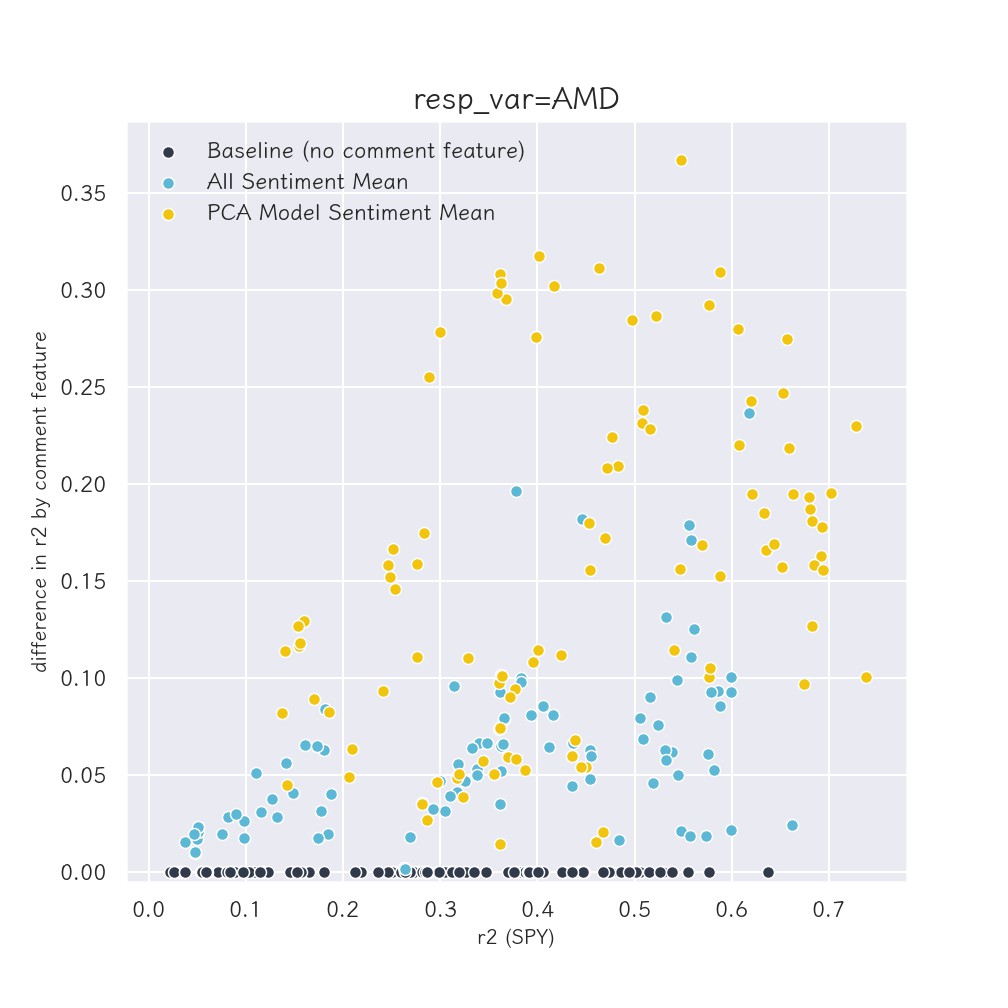 resp_var=AMD
Baseline (no comment feature)
All Sentiment Mean
PCA Model Sentiment Mean
difference in r2 by comment feature
0.35
0.30
0.25
0.20
0.15
0.10
0.05
0.00
0.0 0.1 0.2 0.3 0.4 0.5 0.6 0.7
r2 (SPY)